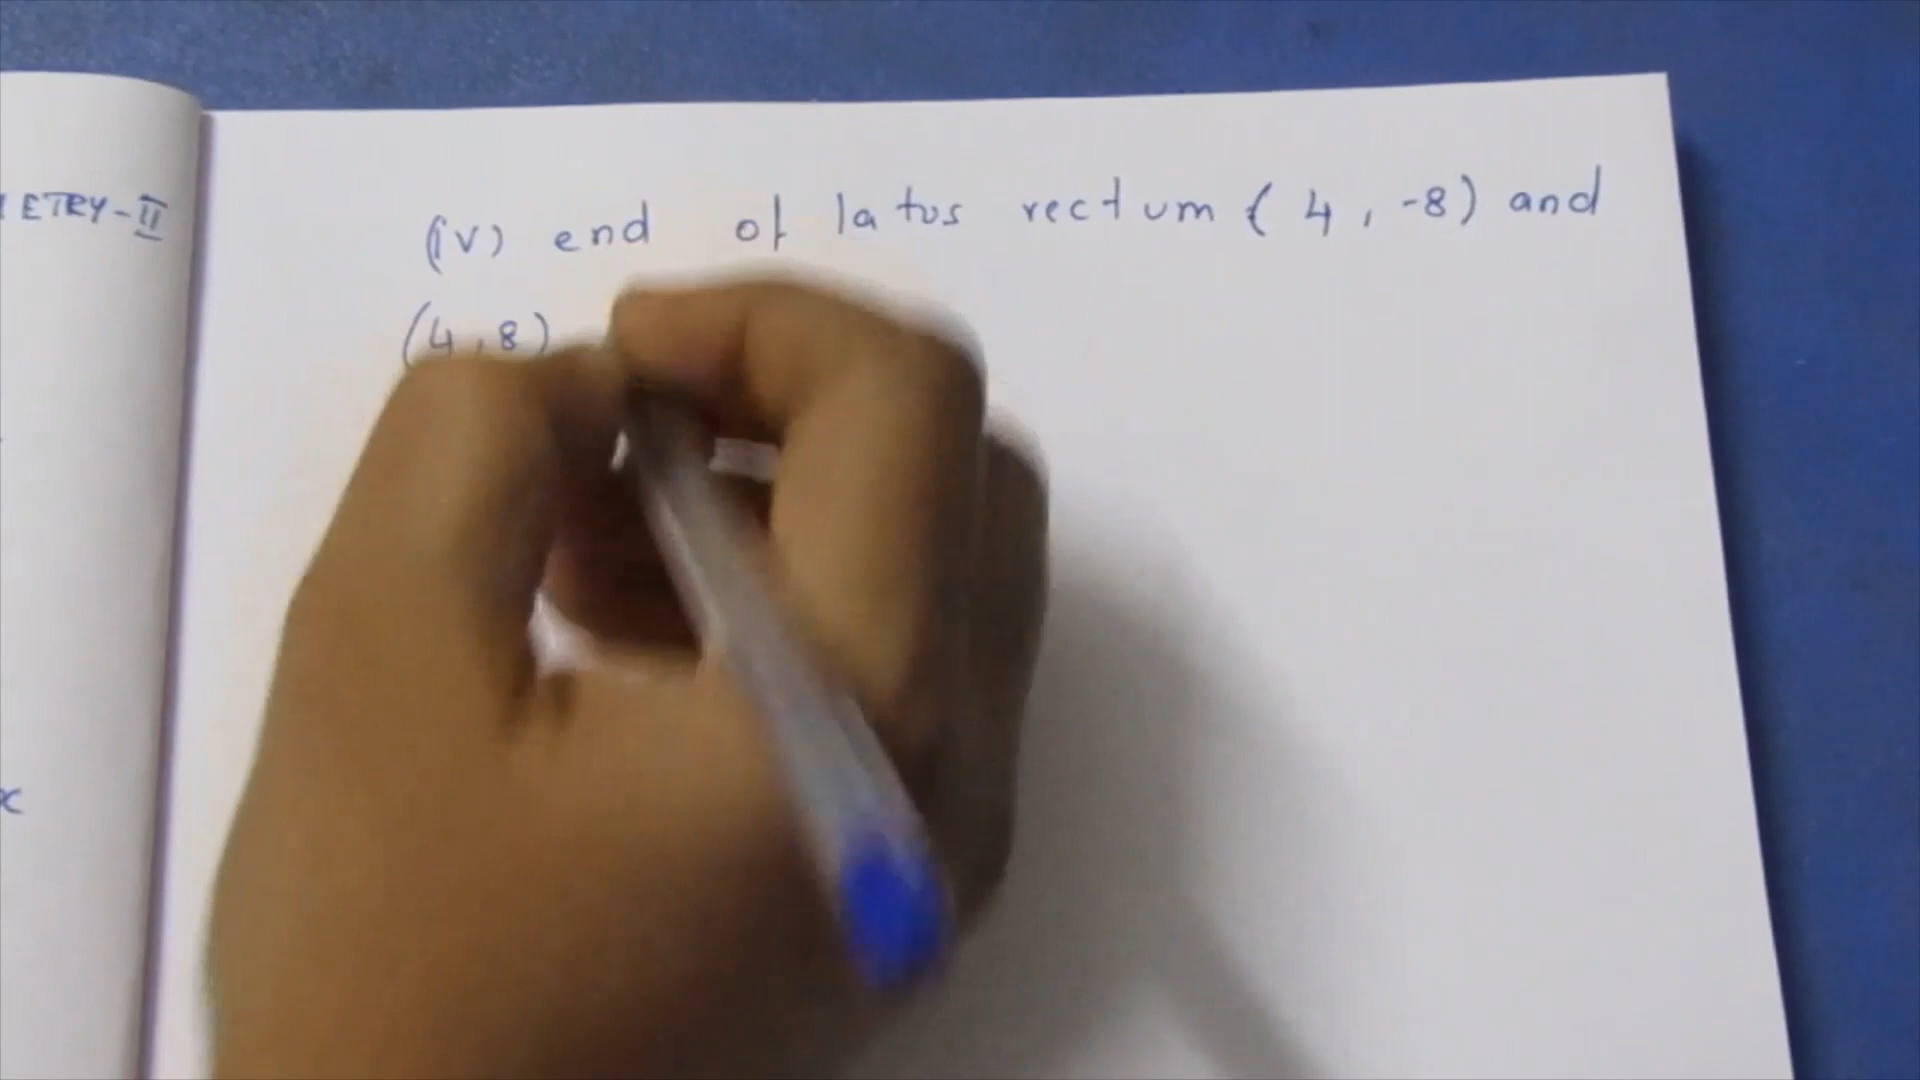 ETRY-II
(iv) end of latus rectum (4, -8) and
(4, 8)
x